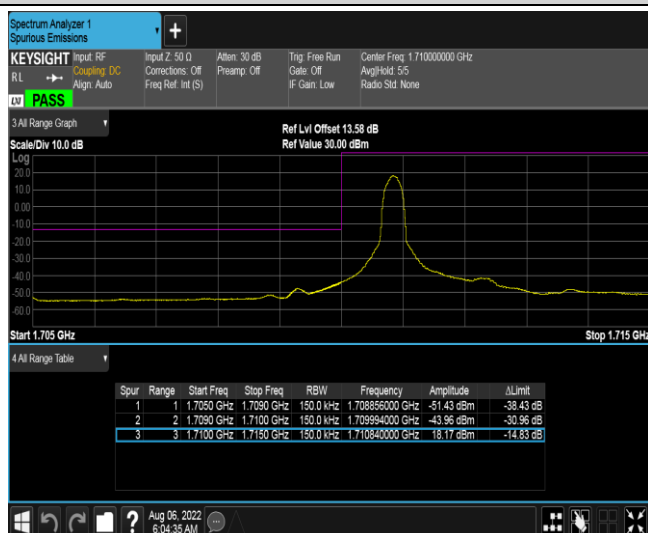 Spectrum Analyzer 1
Spurious Emissions
KEYSIGHT
RL
LXI PASS
Input: RF
Coupling: DC
Align: Auto
Input Z: 50 Ω
Corrections: Off
Freq Ref: Int (S)
Atten: 30 dB
Preamp: Off
Trig: Free Run
Gate: Off
IF Gain: Low
Center Freq: 1.710000000 GHz
Avg|Hold: 5/5
Radio Std: None
3 All Range Graph
Scale/Div 10.0 dB
Ref Lvl Offset 13.58 dB
Ref Value 30.00 dBm
Log
20.0
10.0
0.00
-10.0
-20.0
-30.0
-40.0
-50.0
-60.0
Start 1.705 GHz
Stop 1.715 GHz
4 All Range Table
Spur Range Start Freq Stop Freq RBW Frequency Amplitude ΔLimit
1 1 1.7050 GHz 1.7090 GHz 150.0 kHz 1.708856000 GHz -51.43 dBm -38.43 dB
2 2 1.7090 GHz 1.7100 GHz 150.0 kHz 1.709994000 GHz -43.96 dBm -30.96 dB
3 3 1.7100 GHz 1.7150 GHz 150.0 kHz 1.710840000 GHz 18.17 dBm -14.83 dB
Aug 06, 2022
6:04:35 AM